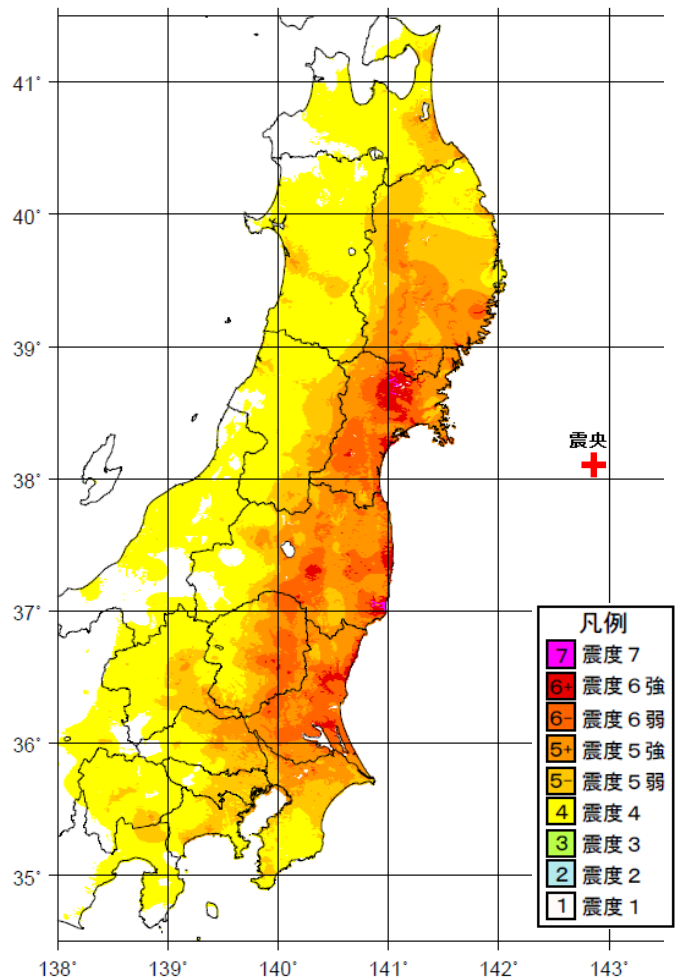 41°
40°
39°
震央
38°
37°
凡例
7 震度７
6+ 震度６強
6- 震度６弱
36°
5+ 震度５強
5- 震度５弱
4 震度４
3 震度３
35°
2 震度２
1 震度１
138° 139° 140° 141° 142° 143°